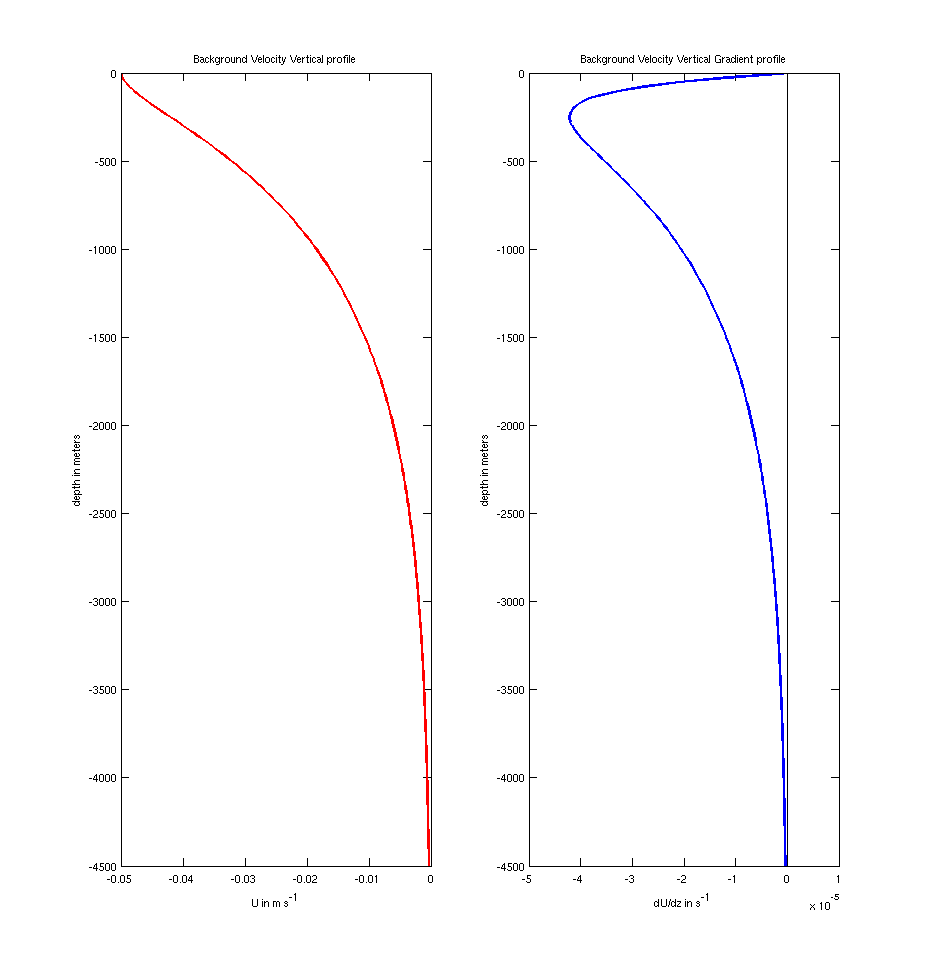 Background Velocity Vertical profile
0
-500
-1000
-1500
-2000
-2500
-3000
-3500
-4000
-4500
depth in meters
-0.05 -0.04 -0.03 -0.02 -0.01 0
U in m s⁻¹
Background Velocity Vertical Gradient profile
0
-500
-1000
-1500
-2000
-2500
-3000
-3500
-4000
-4500
depth in meters
-5 -4 -3 -2 -1 0 1
dU/dz in s⁻¹
x 10⁻⁵